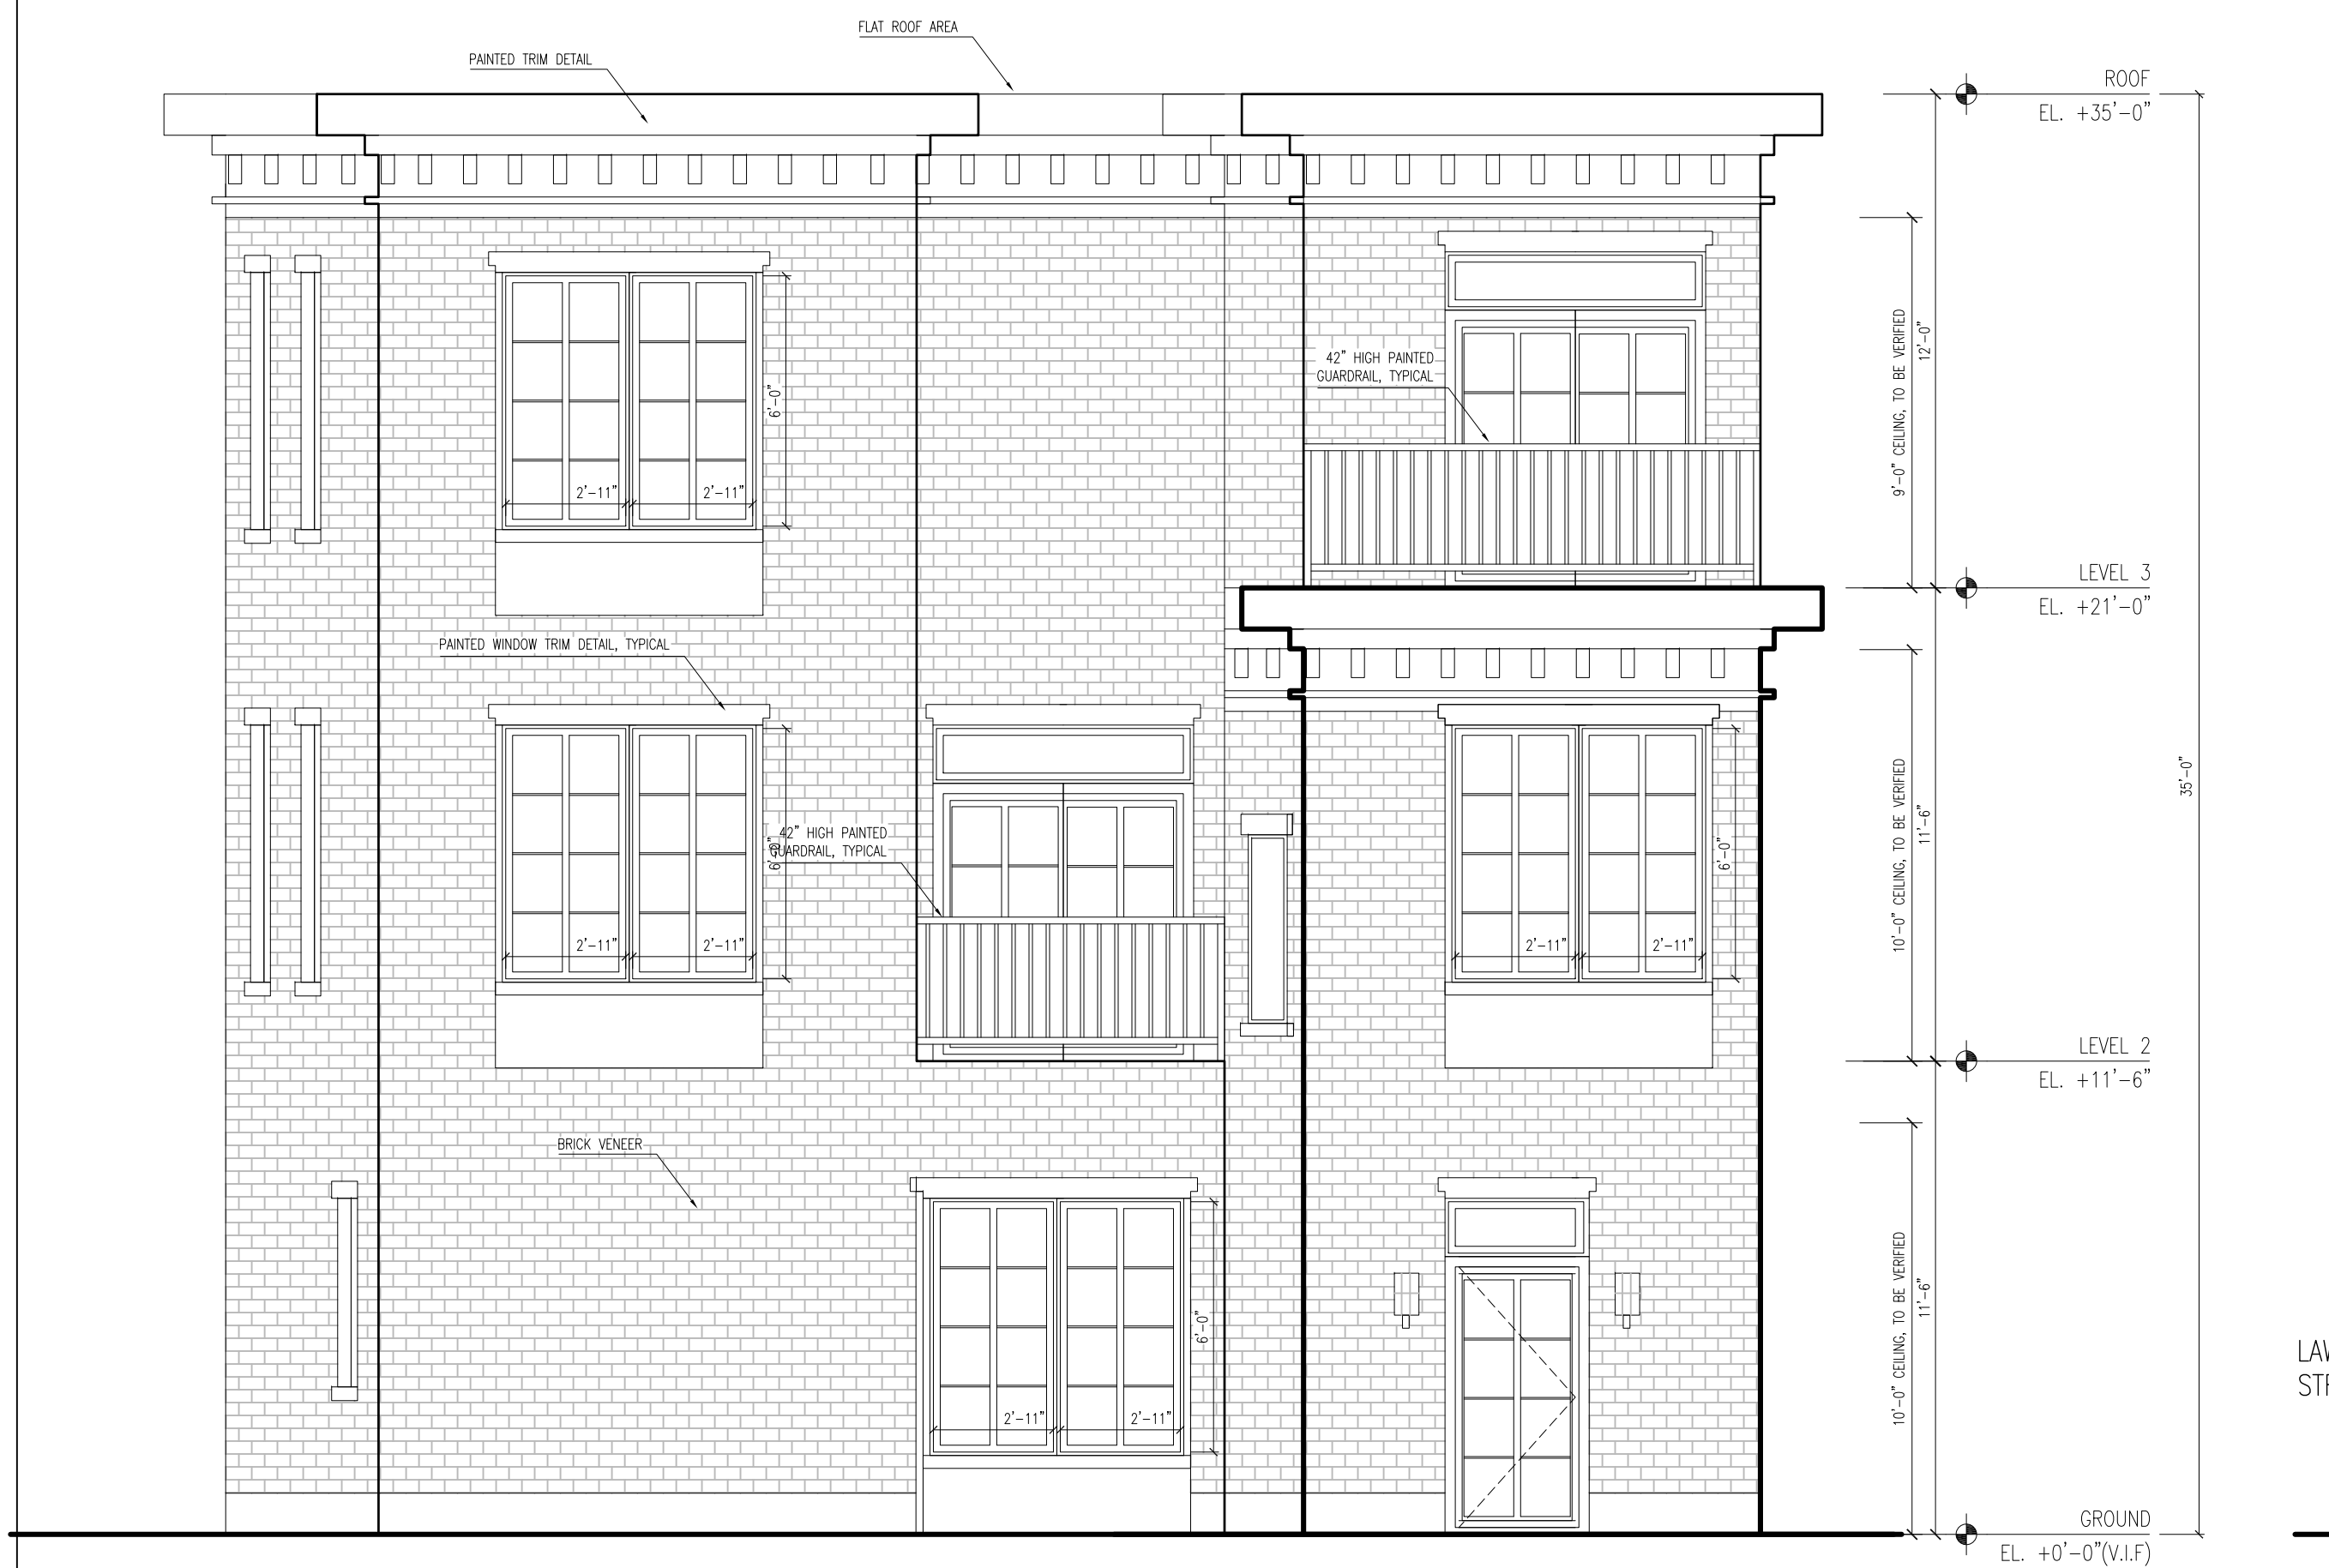 FLAT ROOF AREA
PAINTED TRIM DETAIL
ROOF
EL. +35'-0"
9'-0" CEILING, TO BE VERIFIED
12'-0"
42" HIGH PAINTED
GUARDRAIL, TYPICAL
6'-0"
2'-11"
2'-11"
LEVEL 3
EL. +21'-0"
PAINTED WINDOW TRIM DETAIL, TYPICAL
10'-0" CEILING, TO BE VERIFIED
11'-6"
35'-0"
42" HIGH PAINTED
GUARDRAIL, TYPICAL
6'-0"
6'-0"
2'-11"
2'-11"
2'-11"
2'-11"
LEVEL 2
EL. +11'-6"
BRICK VENEER
10'-0" CEILING, TO BE VERIFIED
11'-6"
6'-0"
2'-11"
2'-11"
GROUND
EL. +0'-0"(V.I.F)